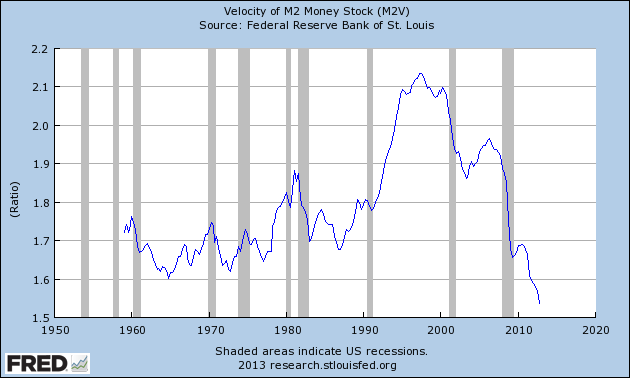 Velocity of M2 Money Stock (M2V)
Source: Federal Reserve Bank of St. Louis
2.2
2.1
2.0
1.9
1.8
1.7
1.6
1.5
(Ratio)
1950 1960 1970 1980 1990 2000 2010 2020
Shaded areas indicate US recessions.
2013 research.stlouisfed.org
FRED